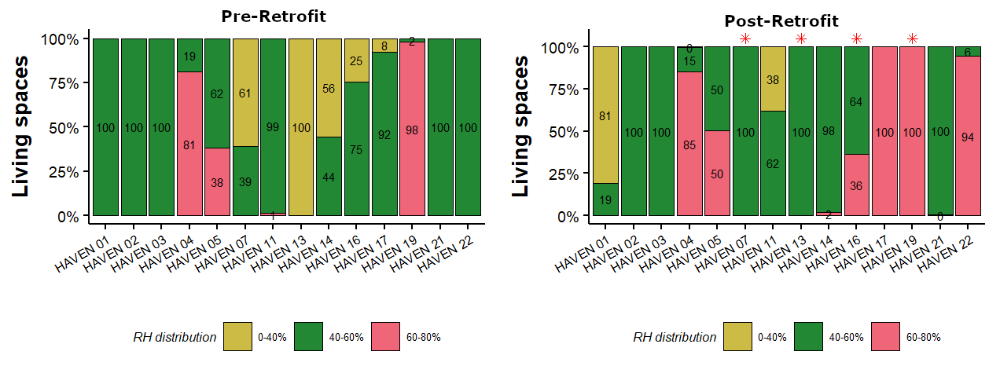 Pre-Retrofit
Living spaces
100%
75%
50%
25%
0%
100 100 100 19 81 62 38 61 39 99 1 100 56 44 25 75 8 92 2 98 100 100
HAVEN 01 HAVEN 02 HAVEN 03 HAVEN 04 HAVEN 05 HAVEN 07 HAVEN 11 HAVEN 13 HAVEN 14 HAVEN 16 HAVEN 17 HAVEN 19 HAVEN 21 HAVEN 22
RH distribution 0-40% 40-60% 60-80%
Post-Retrofit
Living spaces
100%
75%
50%
25%
0%
81 19 100 100 0 15 85 50 50 100 38 62 100 98 2 64 36 100 100 100 0 6 94
HAVEN 01 HAVEN 02 HAVEN 03 HAVEN 04 HAVEN 05 HAVEN 07 HAVEN 11 HAVEN 13 HAVEN 14 HAVEN 16 HAVEN 17 HAVEN 19 HAVEN 21 HAVEN 22
RH distribution 0-40% 40-60% 60-80%